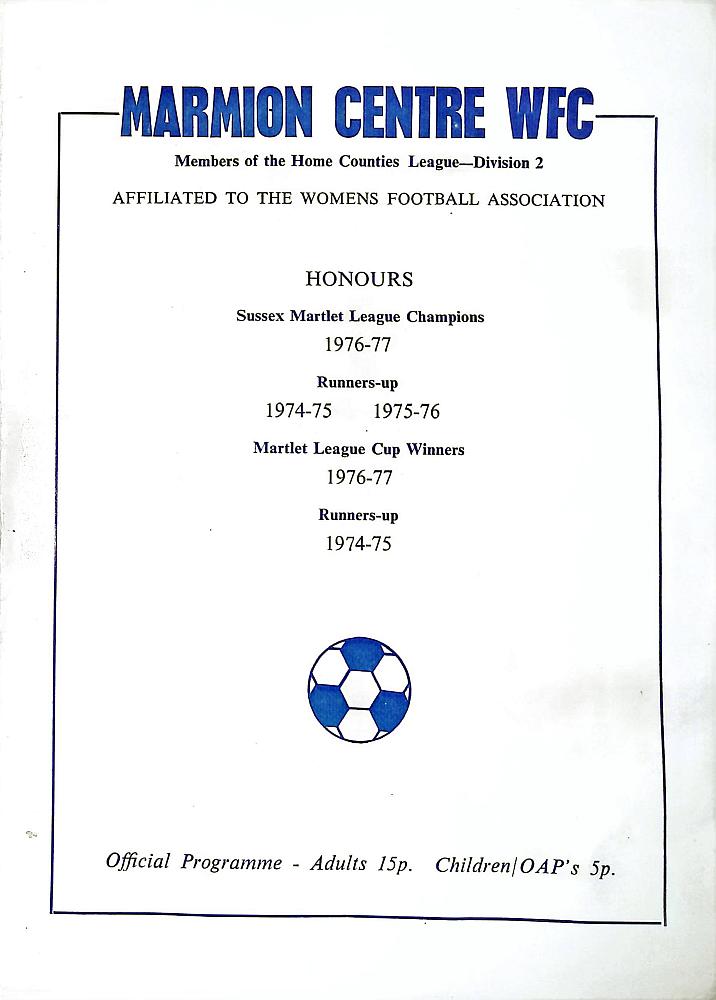 MARMION CENTRE WFC
Members of the Home Counties League—Division 2
AFFILIATED TO THE WOMENS FOOTBALL ASSOCIATION
HONOURS
Sussex Martlet League Champions
1976-77
Runners-up
1974-75 1975-76
Martlet League Cup Winners
1976-77
Runners-up
1974-75
Official Programme - Adults 15p. Children/OAP's 5p.